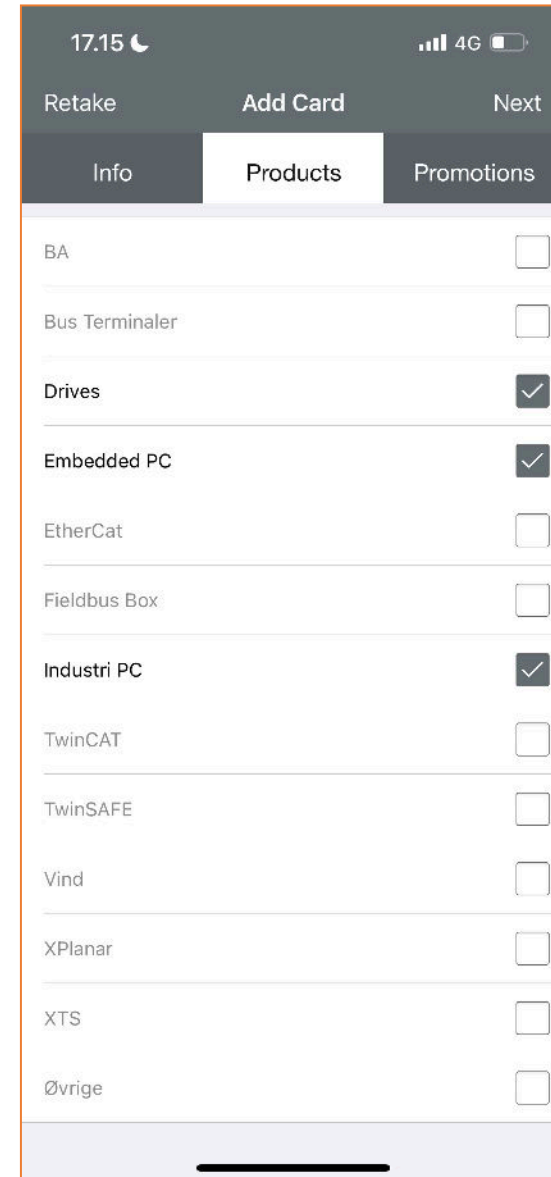 17.15 4G
Retake Add Card Next
Info Products Promotions
BA
Bus Terminaler
Drives
Embedded PC
EtherCat
Fieldbus Box
Industri PC
TwinCAT
TwinSAFE
Vind
XPlanar
XTS
Øvrige